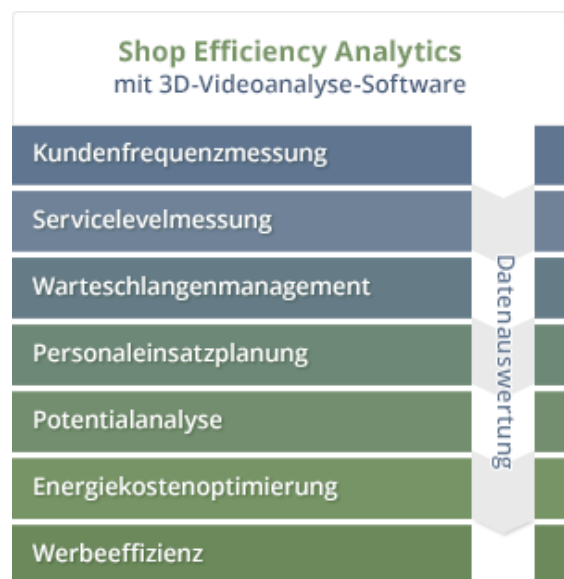 Shop Efficiency Analytics
mit 3D-Videoanalyse-Software
Kundenfrequenzmessung
Servicelevelmessung
Warteschlangenmanagement
Personaleinsatzplanung
Potentialanalyse
Energiekostenoptimierung
Werbeeffizienz
Datenauswertung